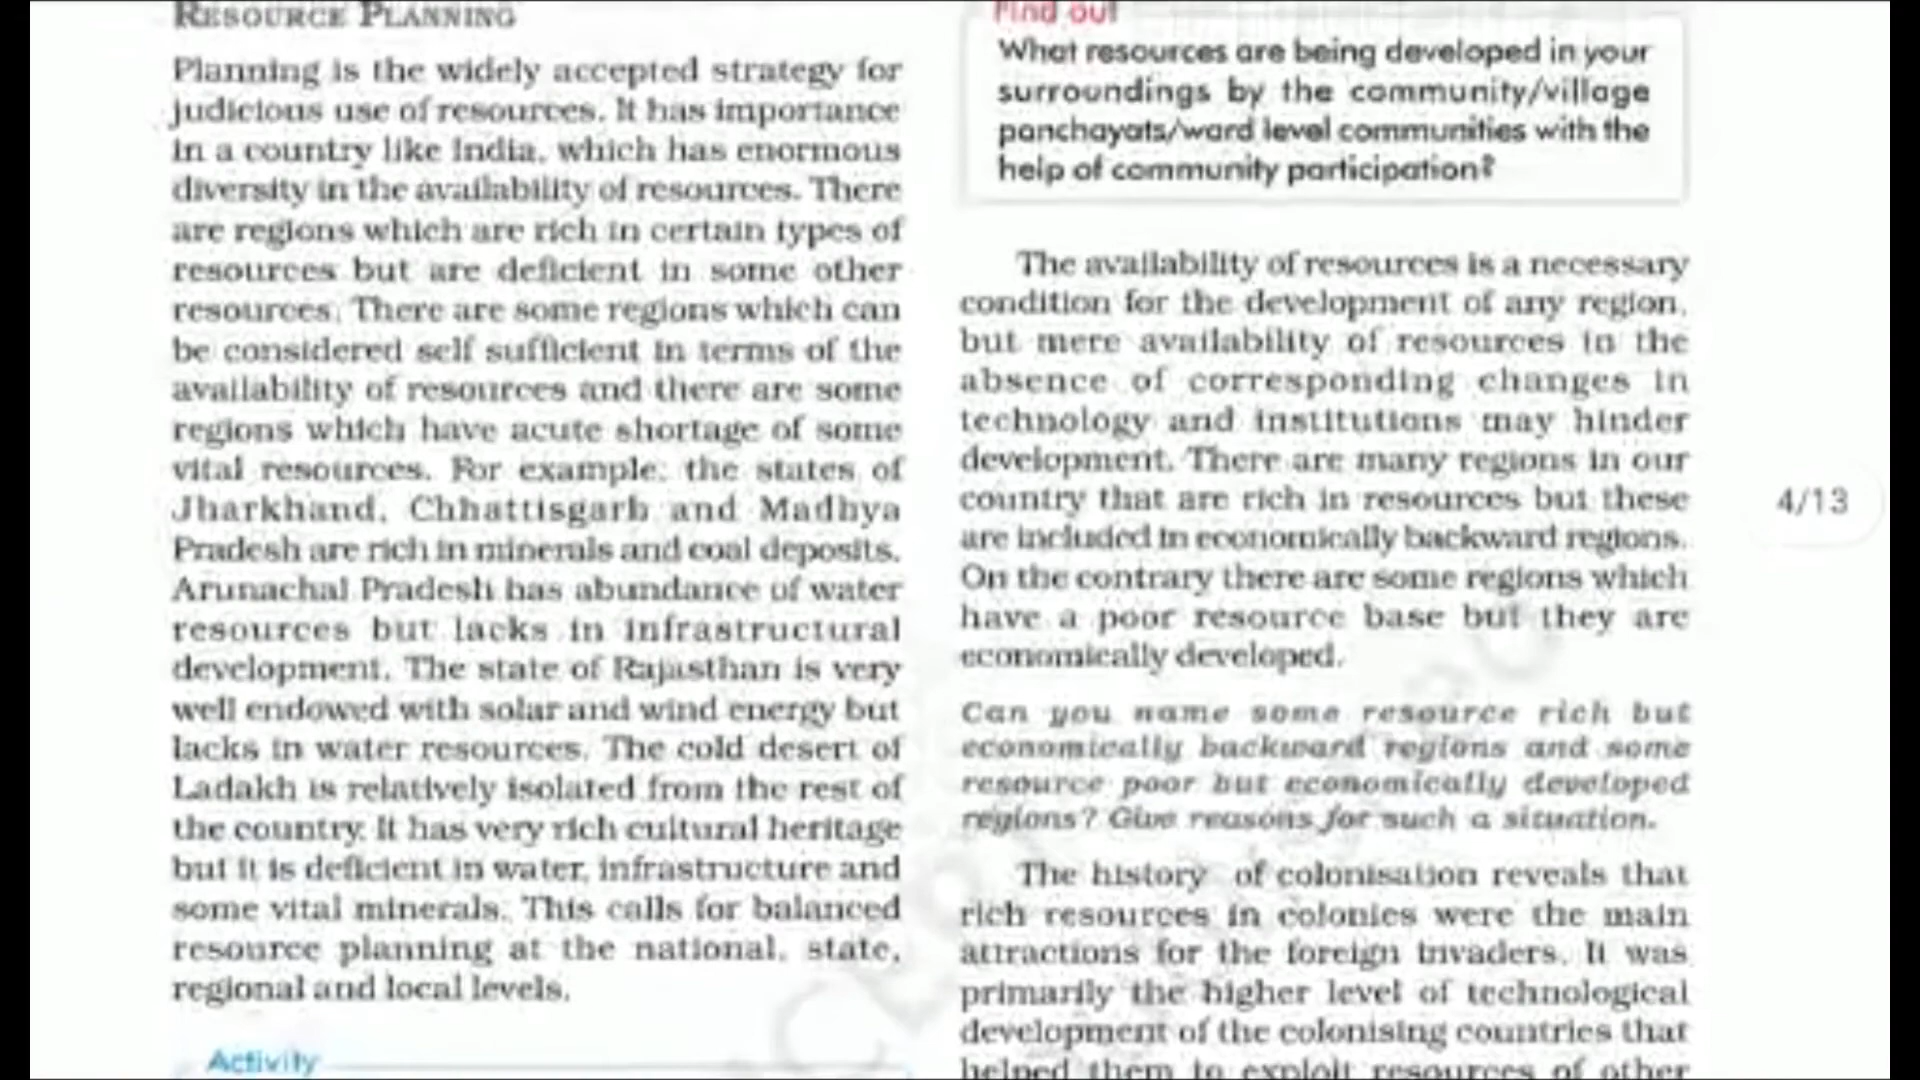 RESOURCE PLANNING
Planning is the widely accepted strategy for
judicious use of resources. It has importance
in a country like India, which has enormous
diversity in the availability of resources. There
are regions which are rich in certain types of
resources but are deficient in some other
resources. There are some regions which can
be considered self sufficient in terms of the
availability of resources and there are some
regions which have acute shortage of some
vital resources. For example, the states of
Jharkhand, Chhattisgarh and Madhya
Pradesh are rich in minerals and coal deposits.
Arunachal Pradesh has abundance of water
resources but lacks in infrastructural
development. The state of Rajasthan is very
well endowed with solar and wind energy but
lacks in water resources. The cold desert of
Ladakh is relatively isolated from the rest of
the country. It has very rich cultural heritage
but it is deficient in water, infrastructure and
some vital minerals. This calls for balanced
resource planning at the national, state,
regional and local levels.
Activity
Find out
What resources are being developed in your
surroundings by the community/village
panchayats/ward level communities with the
help of community participation?
The availability of resources is a necessary
condition for the development of any region,
but mere availability of resources in the
absence of corresponding changes in
technology and institutions may hinder
development. There are many regions in our
country that are rich in resources but these
are included in economically backward regions.
On the contrary there are some regions which
have a poor resource base but they are
economically developed.
Can you name some resource rich but
economically backward regions and some
resource poor but economically developed
regions? Give reasons for such a situation.
The history of colonisation reveals that
rich resources in colonies were the main
attractions for the foreign invaders. It was
primarily the higher level of technological
development of the colonising countries that
helped them to exploit resources of other
4/13